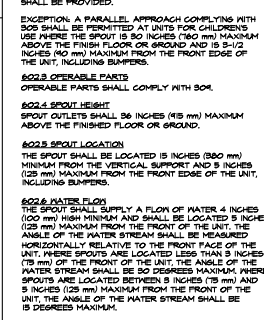 SHALL BE PROVIDED.
EXCEPTION: A PARALLEL APPROACH COMPLYING WITH
305 SHALL BE PERMITTED AT UNITS FOR CHILDREN'S
USE WHERE THE SPOUT IS 30 INCHES (760 mm) MAXIMUM
ABOVE THE FINISH FLOOR OR GROUND AND IS 3-1/2
INCHES (90 mm) MAXIMUM FROM THE FRONT EDGE OF
THE UNIT, INCLUDING BUMPERS.
602.3 OPERABLE PARTS
OPERABLE PARTS SHALL COMPLY WITH 309.
602.4 SPOUT HEIGHT
SPOUT OUTLETS SHALL 36 INCHES (915 mm) MAXIMUM
ABOVE THE FINISHED FLOOR OR GROUND.
602.5 SPOUT LOCATION
THE SPOUT SHALL BE LOCATED 15 INCHES (380 mm)
MINIMUM FROM THE VERTICAL SUPPORT AND 5 INCHES
(125 mm) MAXIMUM FROM THE FRONT EDGE OF THE UNIT,
INCLUDING BUMPERS.
602.6 WATER FLOW
THE SPOUT SHALL SUPPLY A FLOW OF WATER 4 INCHES
(100 mm) HIGH MINIMUM AND SHALL BE LOCATED 5 INCHE
(125 mm) MAXIMUM FROM THE FRONT OF THE UNIT. THE
ANGLE OF THE WATER STREAM SHALL BE MEASURED
HORIZONTALLY RELATIVE TO THE FRONT FACE OF THE
UNIT. WHERE SPOUTS ARE LOCATED LESS THAN 3 INCHES
(75 mm) OF THE FRONT OF THE UNIT, THE ANGLE OF THE
WATER STREAM SHALL BE 30 DEGREES MAXIMUM. WHERE
SPOUTS ARE LOCATED BETWEEN 3 INCHES (75 mm) AND
5 INCHES (125 mm) MAXIMUM FROM THE FRONT OF THE
UNIT, THE ANGLE OF THE WATER STREAM SHALL BE
15 DEGREES MAXIMUM.